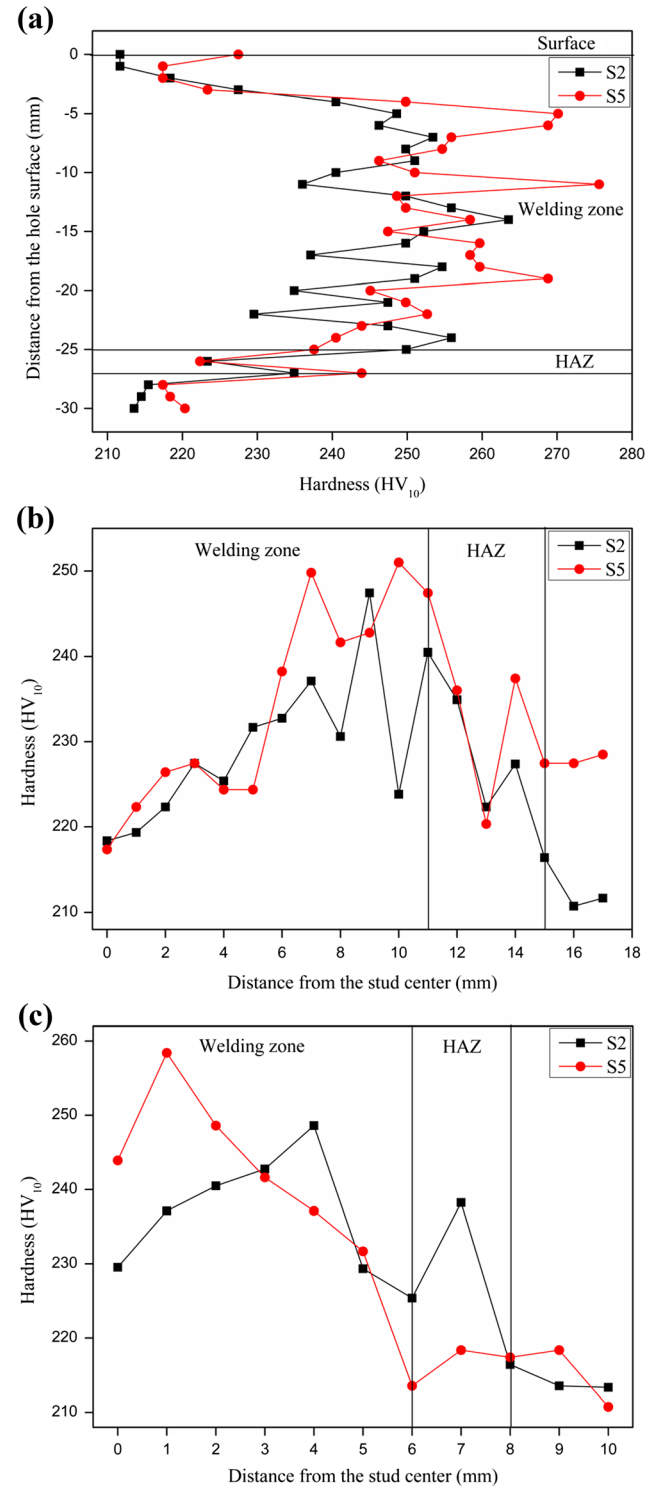 (a)
Surface
S2
S5
Welding zone
HAZ
0
-5
-10
-15
-20
-25
-30
Distance from the hole surface (mm)
210 220 230 240 250 260 270 280
Hardness (HV10)
(b)
Welding zone HAZ
S2
S5
250
240
230
220
210
Hardness (HV10)
0 2 4 6 8 10 12 14 16 18
Distance from the stud center (mm)
(c)
Welding zone HAZ
S2
S5
260
250
240
230
220
210
Hardness (HV10)
0 1 2 3 4 5 6 7 8 9 10
Distance from the stud center (mm)